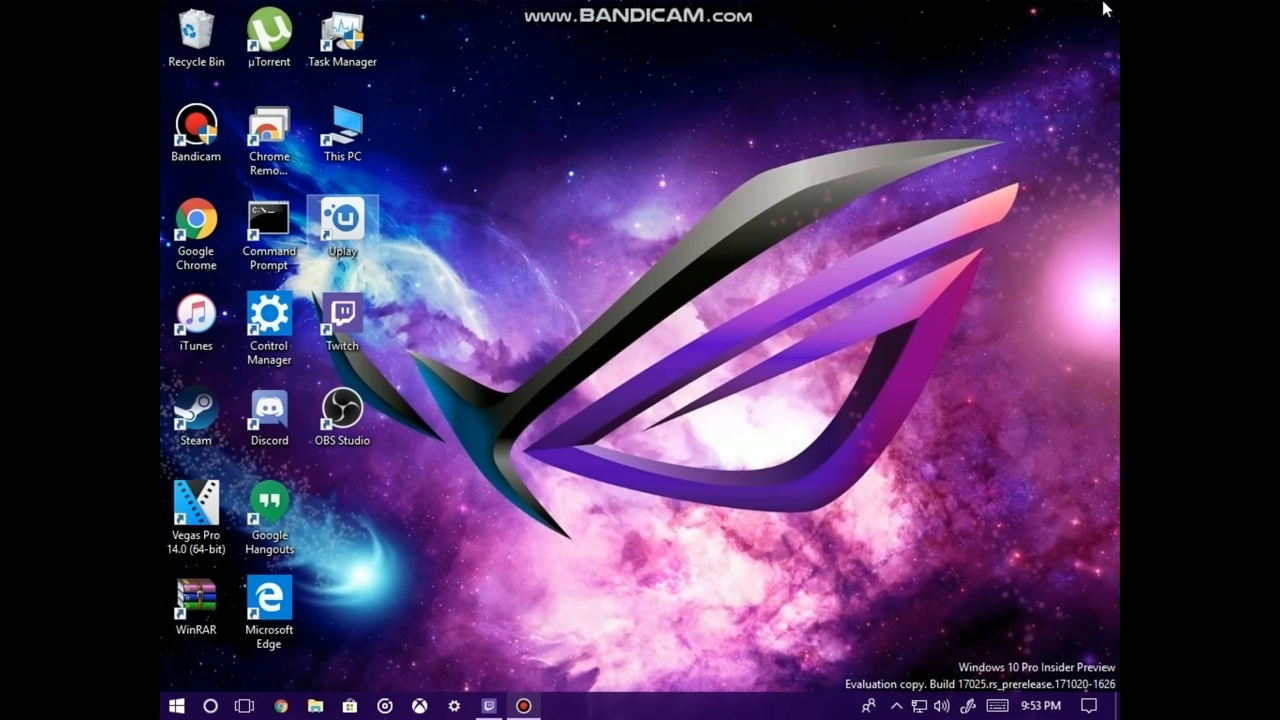 www.BANDICAM.com
Recycle Bin
µTorrent
Task Manager
Bandicam
Chrome
Remo...
This PC
Google
Chrome
C:\_
Command
Prompt
Uplay
iTunes
Control
Manager
Twitch
Steam
Discord
OBS Studio
Vegas Pro
14.0 (64-bit)
Google
Hangouts
WinRAR
Microsoft
Edge
Windows 10 Pro Insider Preview
Evaluation copy. Build 17025.rs_prerelease.171020-1626
9:53 PM